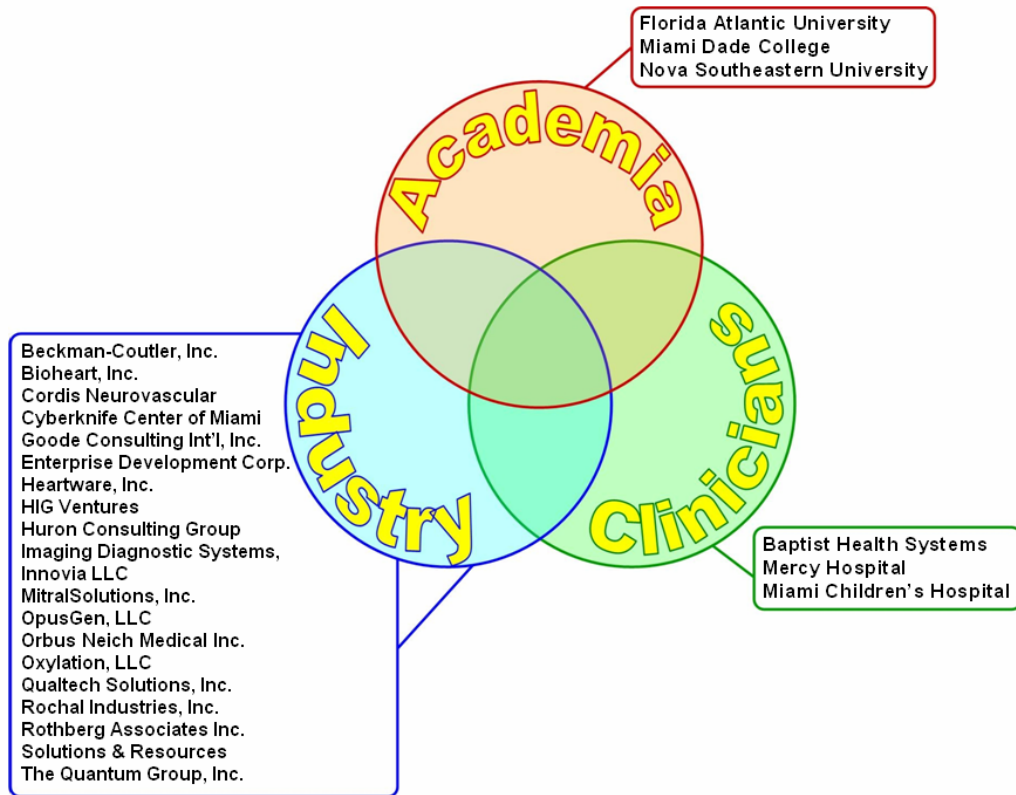 Florida Atlantic University
Miami Dade College
Nova Southeastern University
Academia
Industry
Clinicians
Beckman-Coutler, Inc.
Bioheart, Inc.
Cordis Neurovascular
Cyberknife Center of Miami
Goode Consulting Int'l, Inc.
Enterprise Development Corp.
Heartware, Inc.
HIG Ventures
Huron Consulting Group
Imaging Diagnostic Systems,
Innovia LLC
MitralSolutions, Inc.
OpusGen, LLC
Orbus Neich Medical Inc.
Oxylation, LLC
Qualtech Solutions, Inc.
Rochal Industries, Inc.
Rothberg Associates Inc.
Solutions & Resources
The Quantum Group, Inc.
Baptist Health Systems
Mercy Hospital
Miami Children's Hospital